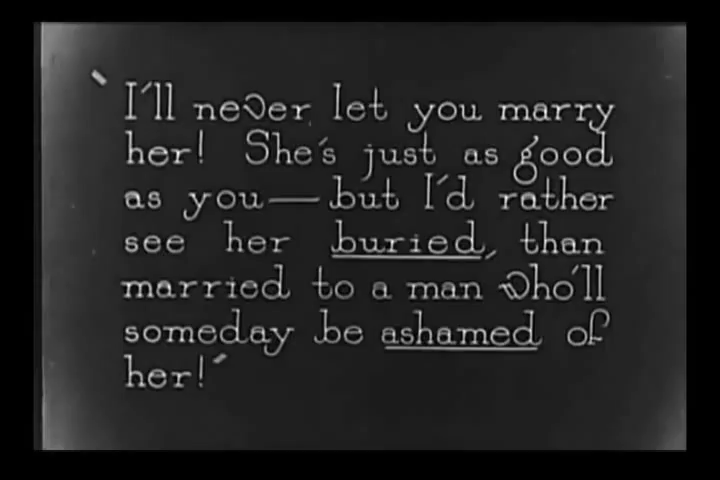 `I'll never let you marry
her! She's just as good
as you—but I'd rather
see her buried, than
married to a man who'll
someday be ashamed of
her!´